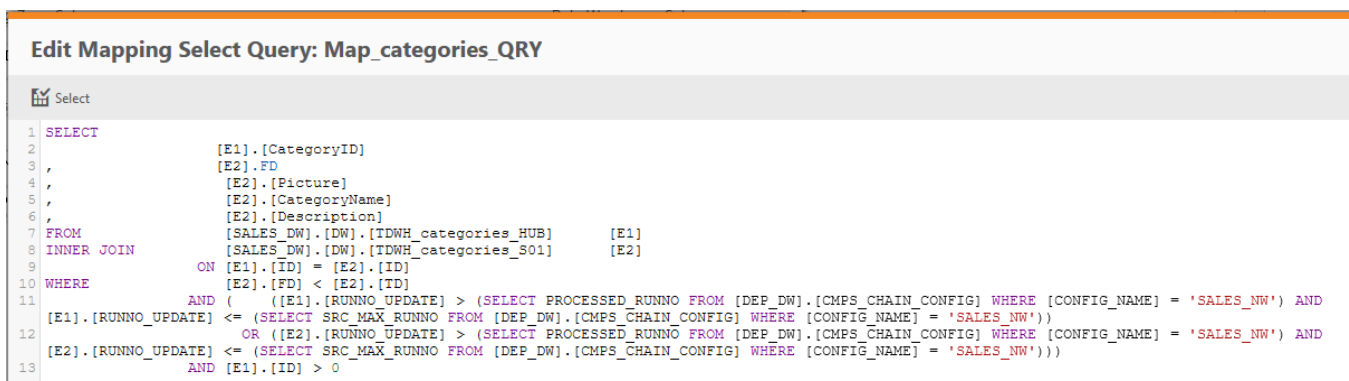 Edit Mapping Select Query: Map_categories_QRY
Select
1 SELECT
2 [E1].[CategoryID]
3 , [E2].FD
4 , [E2].[Picture]
5 , [E2].[CategoryName]
6 , [E2].[Description]
7 FROM [SALES_DW].[DW].[TDWH_categories_HUB] [E1]
8 INNER JOIN [SALES_DW].[DW].[TDWH_categories_S01] [E2]
9 ON [E1].[ID] = [E2].[ID]
10 WHERE [E2].[FD] < [E2].[TD]
11 AND ( ([E1].[RUNNO_UPDATE] > (SELECT PROCESSED_RUNNO FROM [DEP_DW].[CMPS_CHAIN_CONFIG] WHERE [CONFIG_NAME] = 'SALES_NW') AND
[E1].[RUNNO_UPDATE] <= (SELECT SRC_MAX_RUNNO FROM [DEP_DW].[CMPS_CHAIN_CONFIG] WHERE [CONFIG_NAME] = 'SALES_NW'))
12 OR ([E2].[RUNNO_UPDATE] > (SELECT PROCESSED_RUNNO FROM [DEP_DW].[CMPS_CHAIN_CONFIG] WHERE [CONFIG_NAME] = 'SALES_NW') AND
[E2].[RUNNO_UPDATE] <= (SELECT SRC_MAX_RUNNO FROM [DEP_DW].[CMPS_CHAIN_CONFIG] WHERE [CONFIG_NAME] = 'SALES_NW')))
13 AND [E1].[ID] > 0